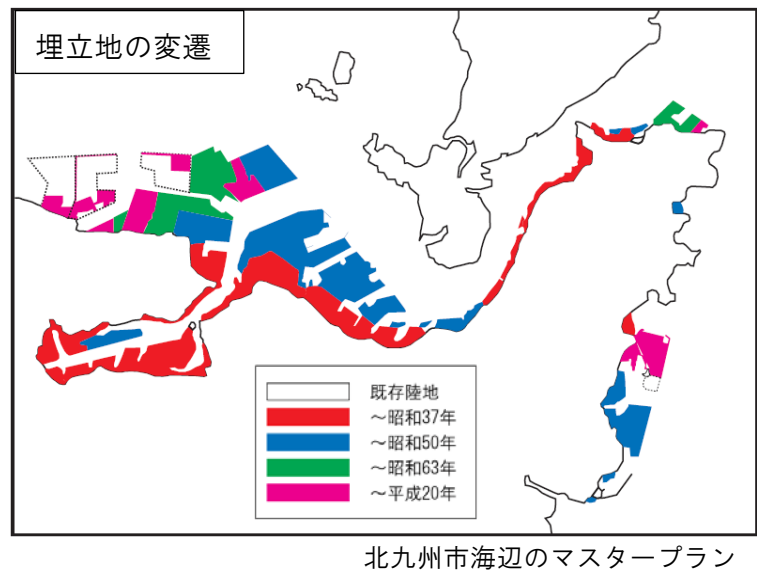 埋立地の変遷
既存陸地
～昭和37年
～昭和50年
～昭和63年
～平成20年
北九州市海辺のマスタープラン